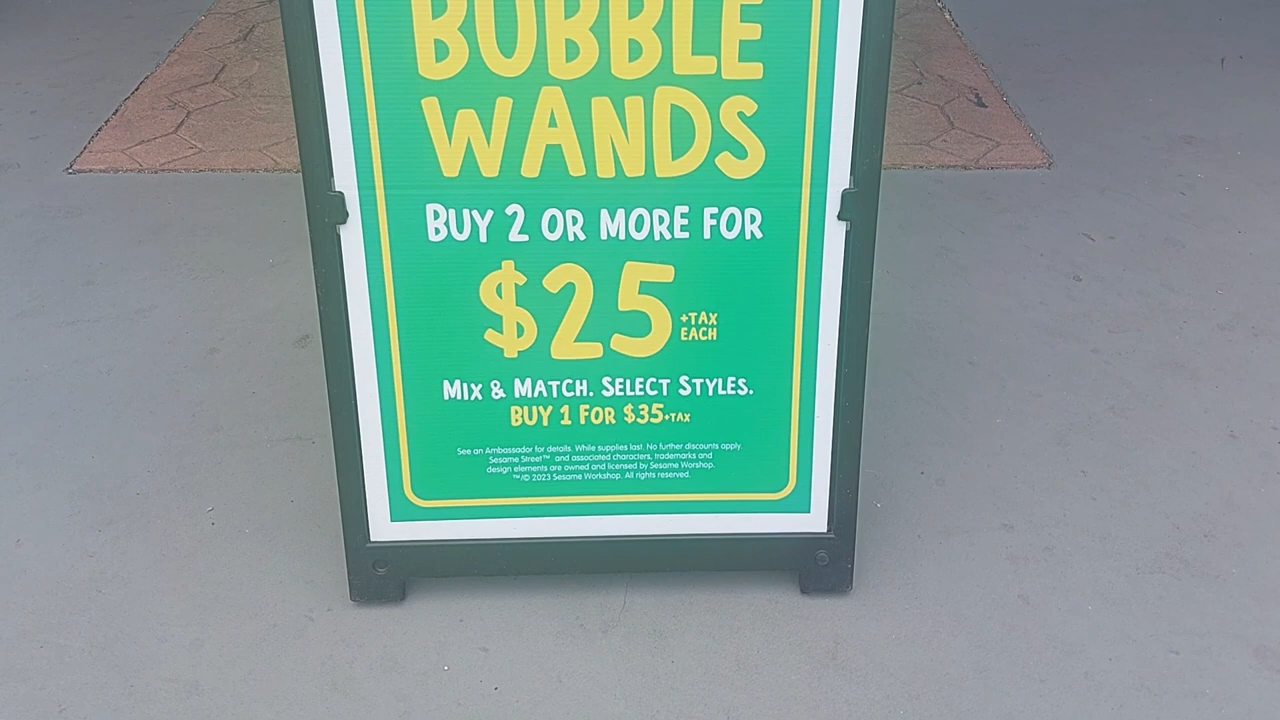 BUBBLE
WANDS
BUY 2 OR MORE FOR
$25 +TAX
EACH
MIX & MATCH. SELECT STYLES.
BUY 1 FOR $35+TAX
See an Ambassador for details. While supplies last. No further discounts apply.
Sesame Street™ and associated characters, trademarks and
design elements are owned and licensed by Sesame Worshop.
™/© 2023 Sesame Workshop. All rights reserved.